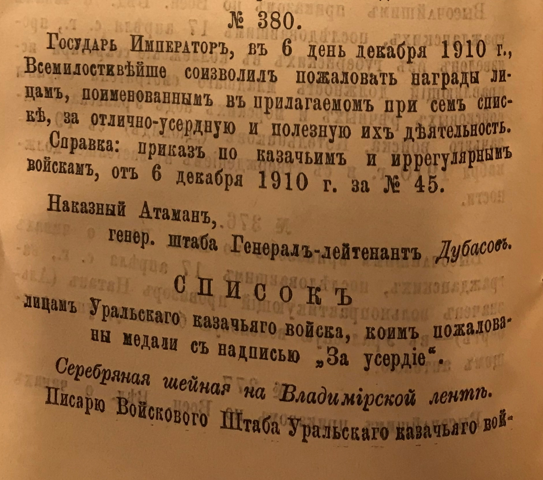 № 380.
Государь Императоръ, въ 6 день декабря 1910 г.,
Всемилостивѣйше соизволилъ пожаловать награды ли-
цамъ, поименованнымъ въ прилагаемомъ при семъ спис-
кѣ, за отлично-усердную и полезную ихъ дѣятельность.
Справка: приказъ по казачьимъ и иррегулярнымъ
войскамъ, отъ 6 декабря 1910 г. за № 45.
Наказный Атаманъ,
генер. штаба Генералъ-лейтенантъ Дубасовъ.
СПИСОКЪ
лицамъ Уральскаго казачьяго войска, коимъ пожалова-
ны медали съ надписью „За усердіе“.
Серебряная шейная на Владимірской лентѣ.
Писарю Войскового Штаба Уральскаго казачьяго вой-